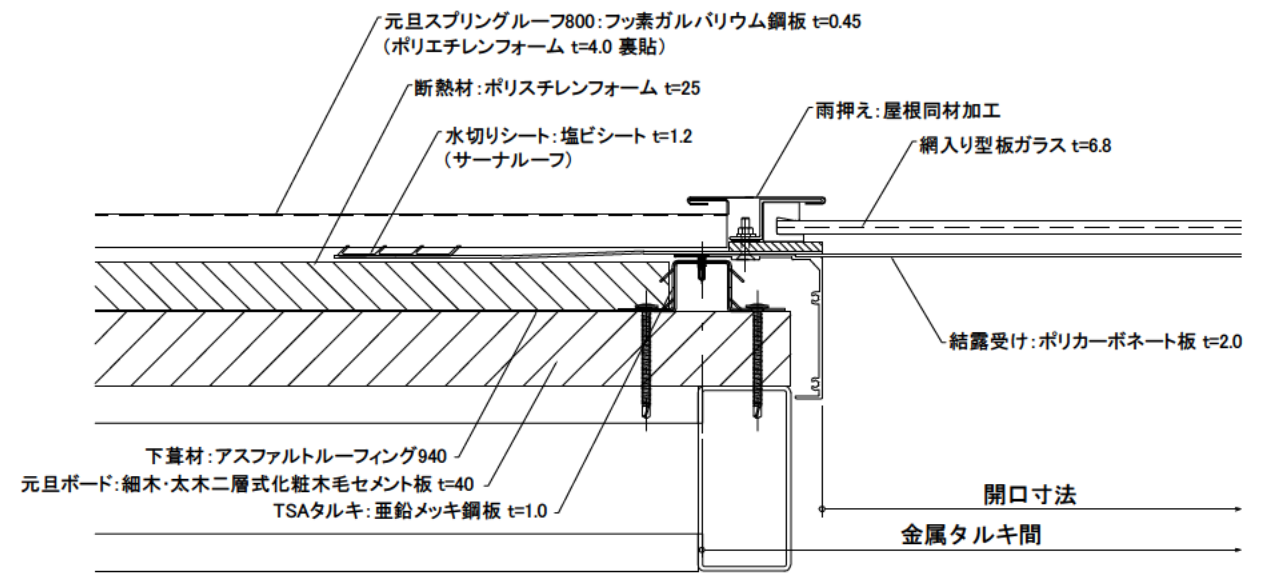 元旦スプリングルーフ800：フッ素ガルバリウム鋼板 t=0.45
（ポリエチレンフォーム t=4.0 裏貼）
断熱材：ポリスチレンフォーム t=25
雨押え：屋根同材加工
水切りシート：塩ビシート t=1.2
（サーナルーフ）
網入り型板ガラス t=6.8
結露受け：ポリカーボネート板 t=2.0
下葺材：アスファルトルーフィング940
元旦ボード：細木・太木二層式化粧木毛セメント板 t=40
TSAタルキ：亜鉛メッキ鋼板 t=1.0
開口寸法
金属タルキ間